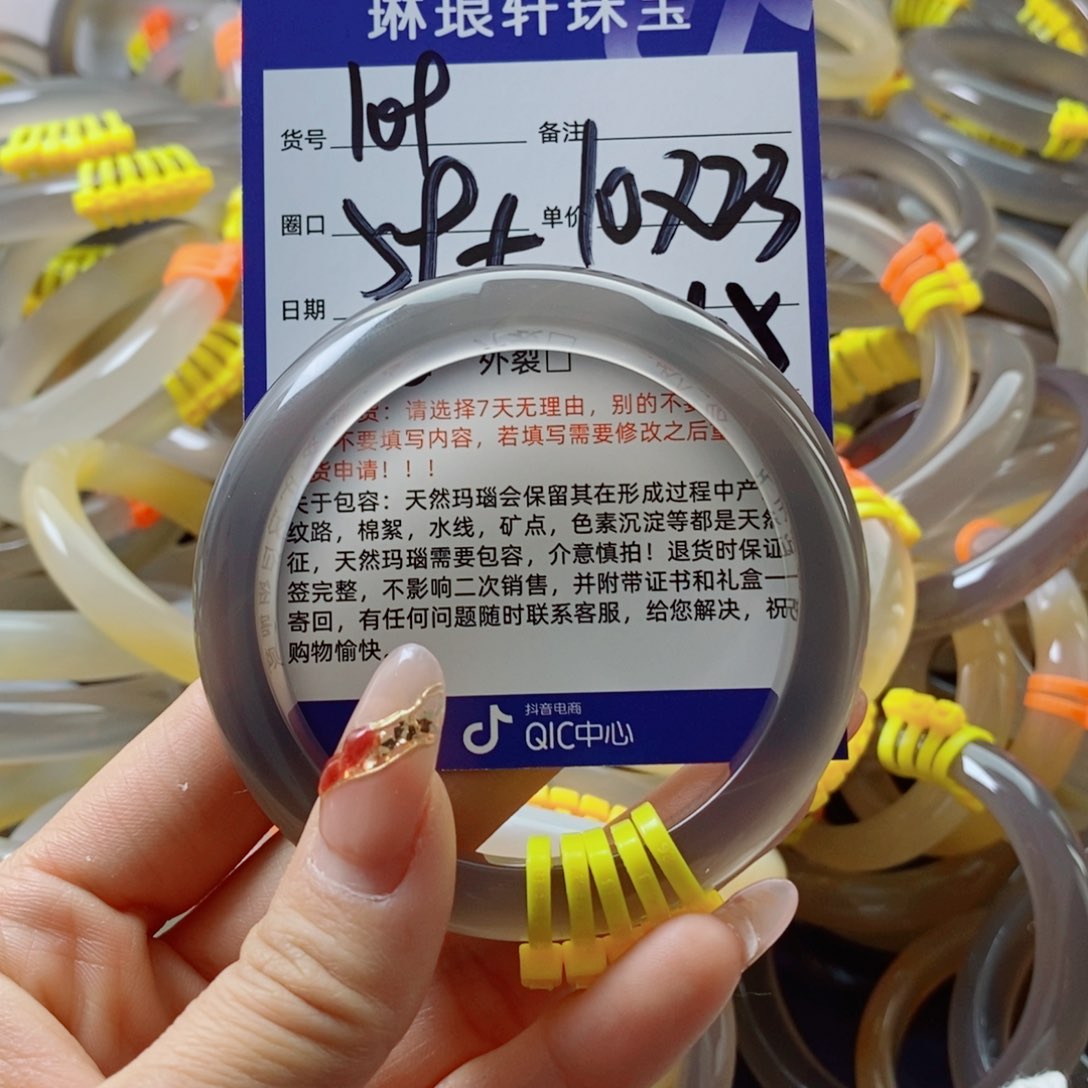 琳琅轩珠宝
货号 备注
圈口 单价 10×23
日期
外裂□
货：请选择7天无理由，别的不要
不要填写内容，若填写需要修改之后重
货申请！！！
关于包容：天然玛瑙会保留其在形成过程中产
纹路，棉絮，水线，矿点，色素沉淀等都是天然
征，天然玛瑙需要包容，介意慎拍！退货时保证
签完整，不影响二次销售，并附带证书和礼盒一
寄回，有任何问题随时联系客服，给您解决，祝
购物愉快
抖音电商
QIC中心